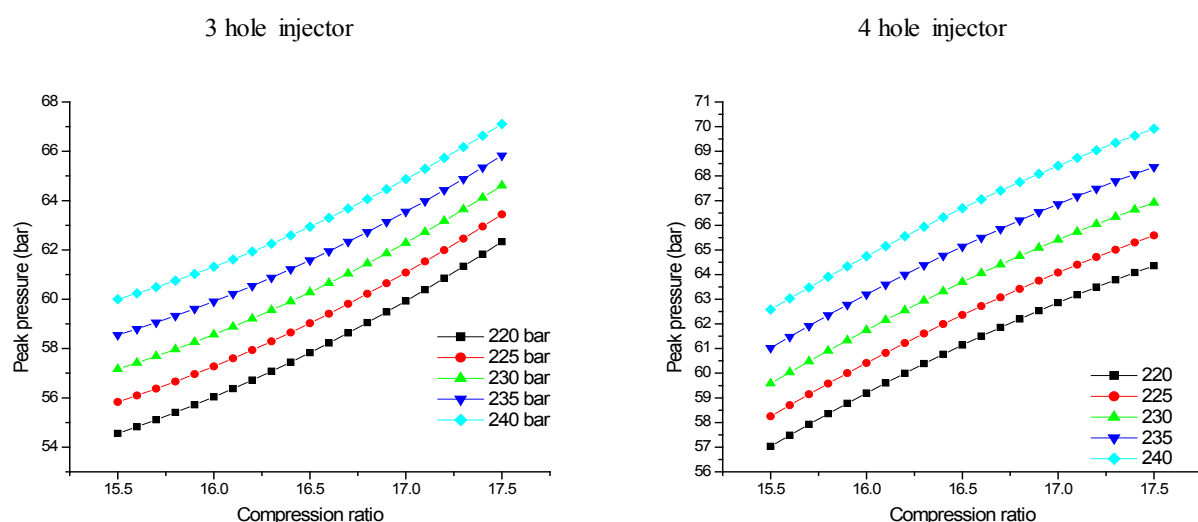 3 hole injector
68
66
64
62
60
58
56
54
Peak pressure (bar)
220 bar
225 bar
230 bar
235 bar
240 bar
15.5 16.0 16.5 17.0 17.5
Compression ratio
4 hole injector
71
70
69
68
67
66
65
64
63
62
61
60
59
58
57
56
Peak pressure (bar)
220
225
230
235
240
15.5 16.0 16.5 17.0 17.5
Compression ratio